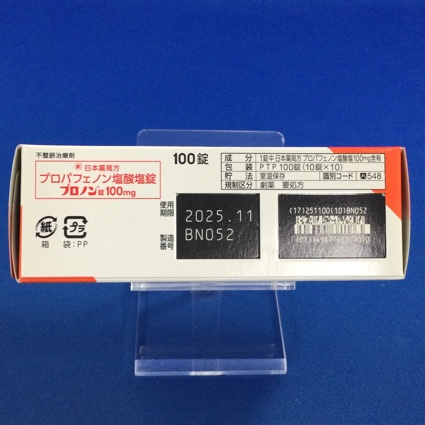 不整脈治療剤
日本薬局方
プロパフェノン塩酸塩錠
プロノン錠100mg
100錠
成分 1錠中 日本薬局方 プロパフェノン塩酸塩100mg含有
包装 PTP100錠(10錠×10)
貯法 室温保存 識別コード 548
規制区分 劇薬 要処方
紙
箱
プラ
袋:PP
使用
期限
2025.11
製造
番号
BN052
(17)251100(10)BN052